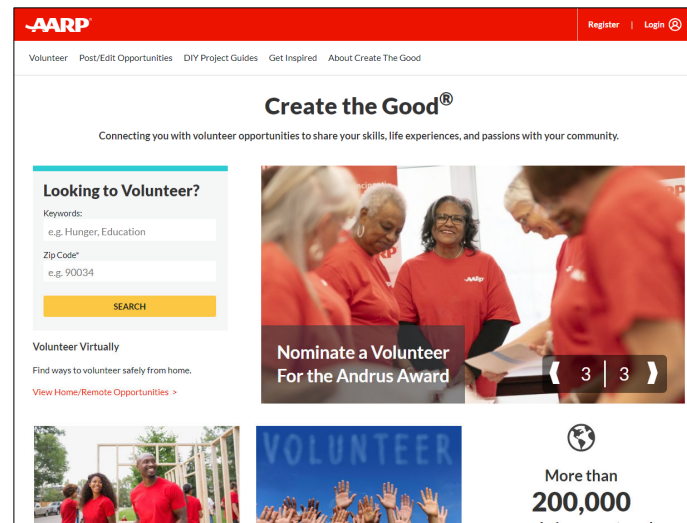 AARP®
Register | Login
Volunteer Post/Edit Opportunities DIY Project Guides Get Inspired About Create The Good
Create the Good®
Connecting you with volunteer opportunities to share your skills, life experiences, and passions with your community.
Looking to Volunteer?
Keywords:
e.g. Hunger, Education
Zip Code*
e.g. 90034
SEARCH
Volunteer Virtually
Find ways to volunteer safely from home.
View Home/Remote Opportunities >
AARP
Nominate a Volunteer
For the Andrus Award
3 | 3
VOLUNTEER
More than
200,000